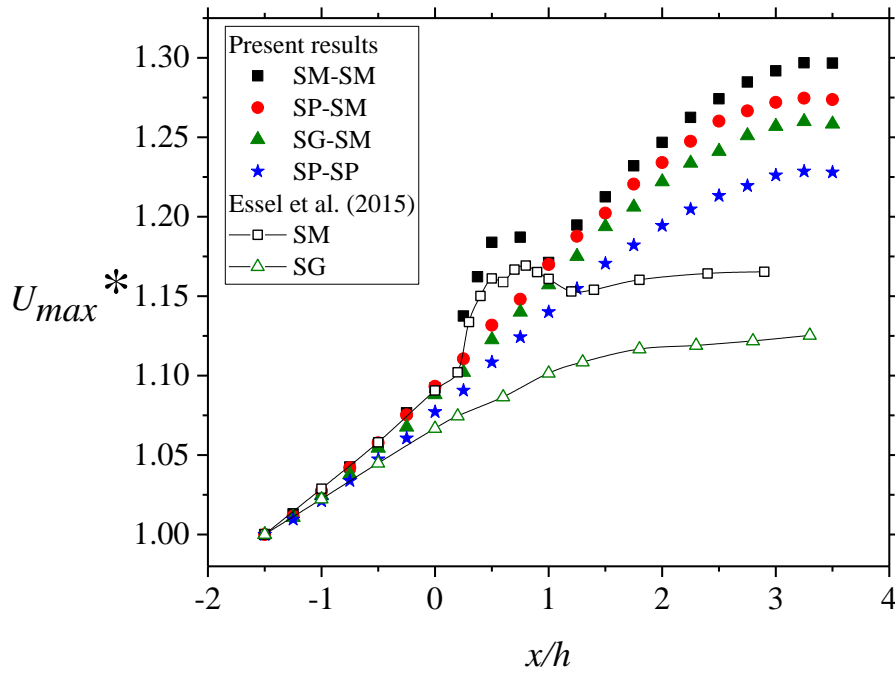 Present results
SM-SM
SP-SM
SG-SM
SP-SP
Essel et al. (2015)
SM
SG
1.30
1.25
1.20
1.15
1.10
1.05
1.00
U_max *
-2
-1
0
1
2
3
4
x/h